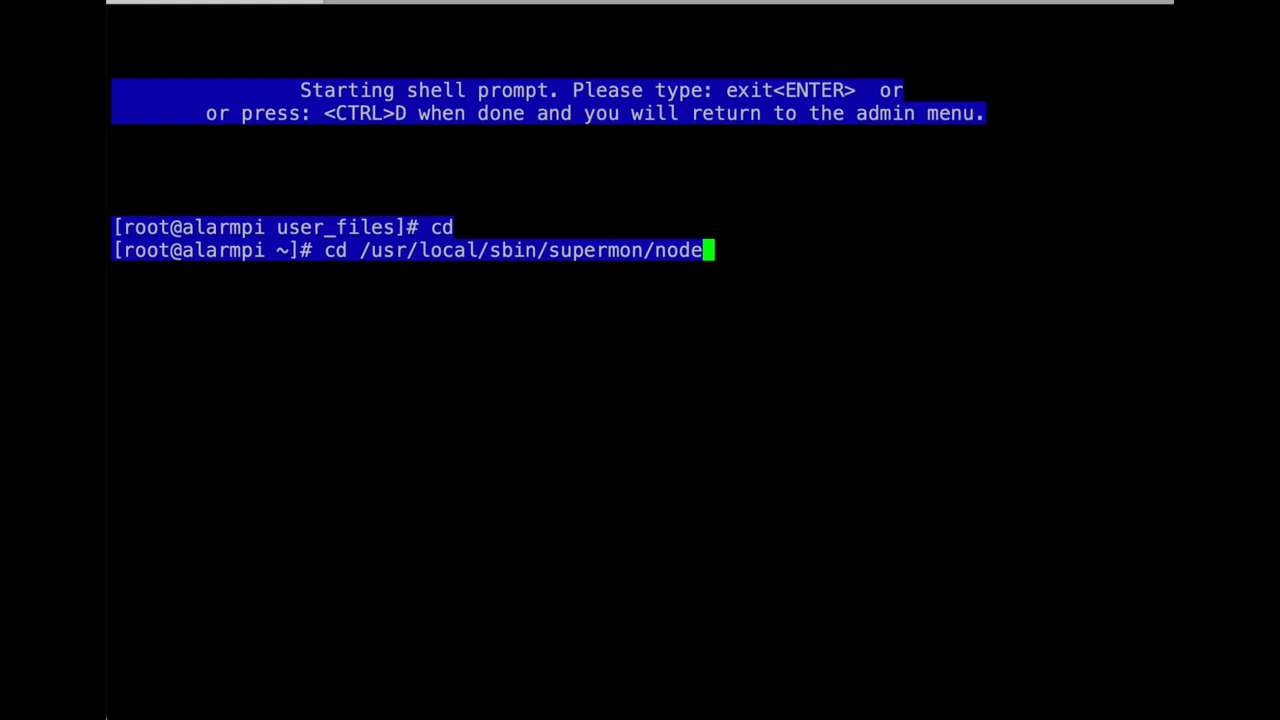 Starting shell prompt. Please type: exit<ENTER>  or
or press: <CTRL>D when done and you will return to the admin menu.
[root@alarmpi user_files]# cd
[root@alarmpi ~]# cd /usr/local/sbin/supermon/node